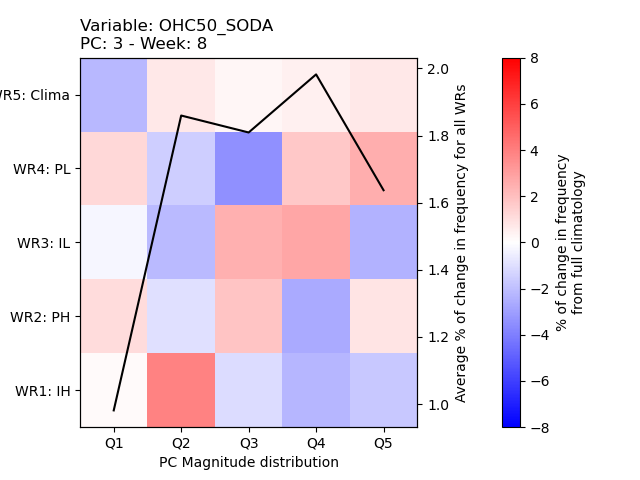 Variable: OHC50_SODA
PC: 3 - Week: 8
WR5: Clima
WR4: PL
WR3: IL
WR2: PH
WR1: IH
Q1 Q2 Q3 Q4 Q5
PC Magnitude distribution
2.0
1.8
1.6
1.4
1.2
1.0
Average % of change in frequency for all WRs
8
6
4
2
0
−2
−4
−6
−8
% of change in frequency
from full climatology